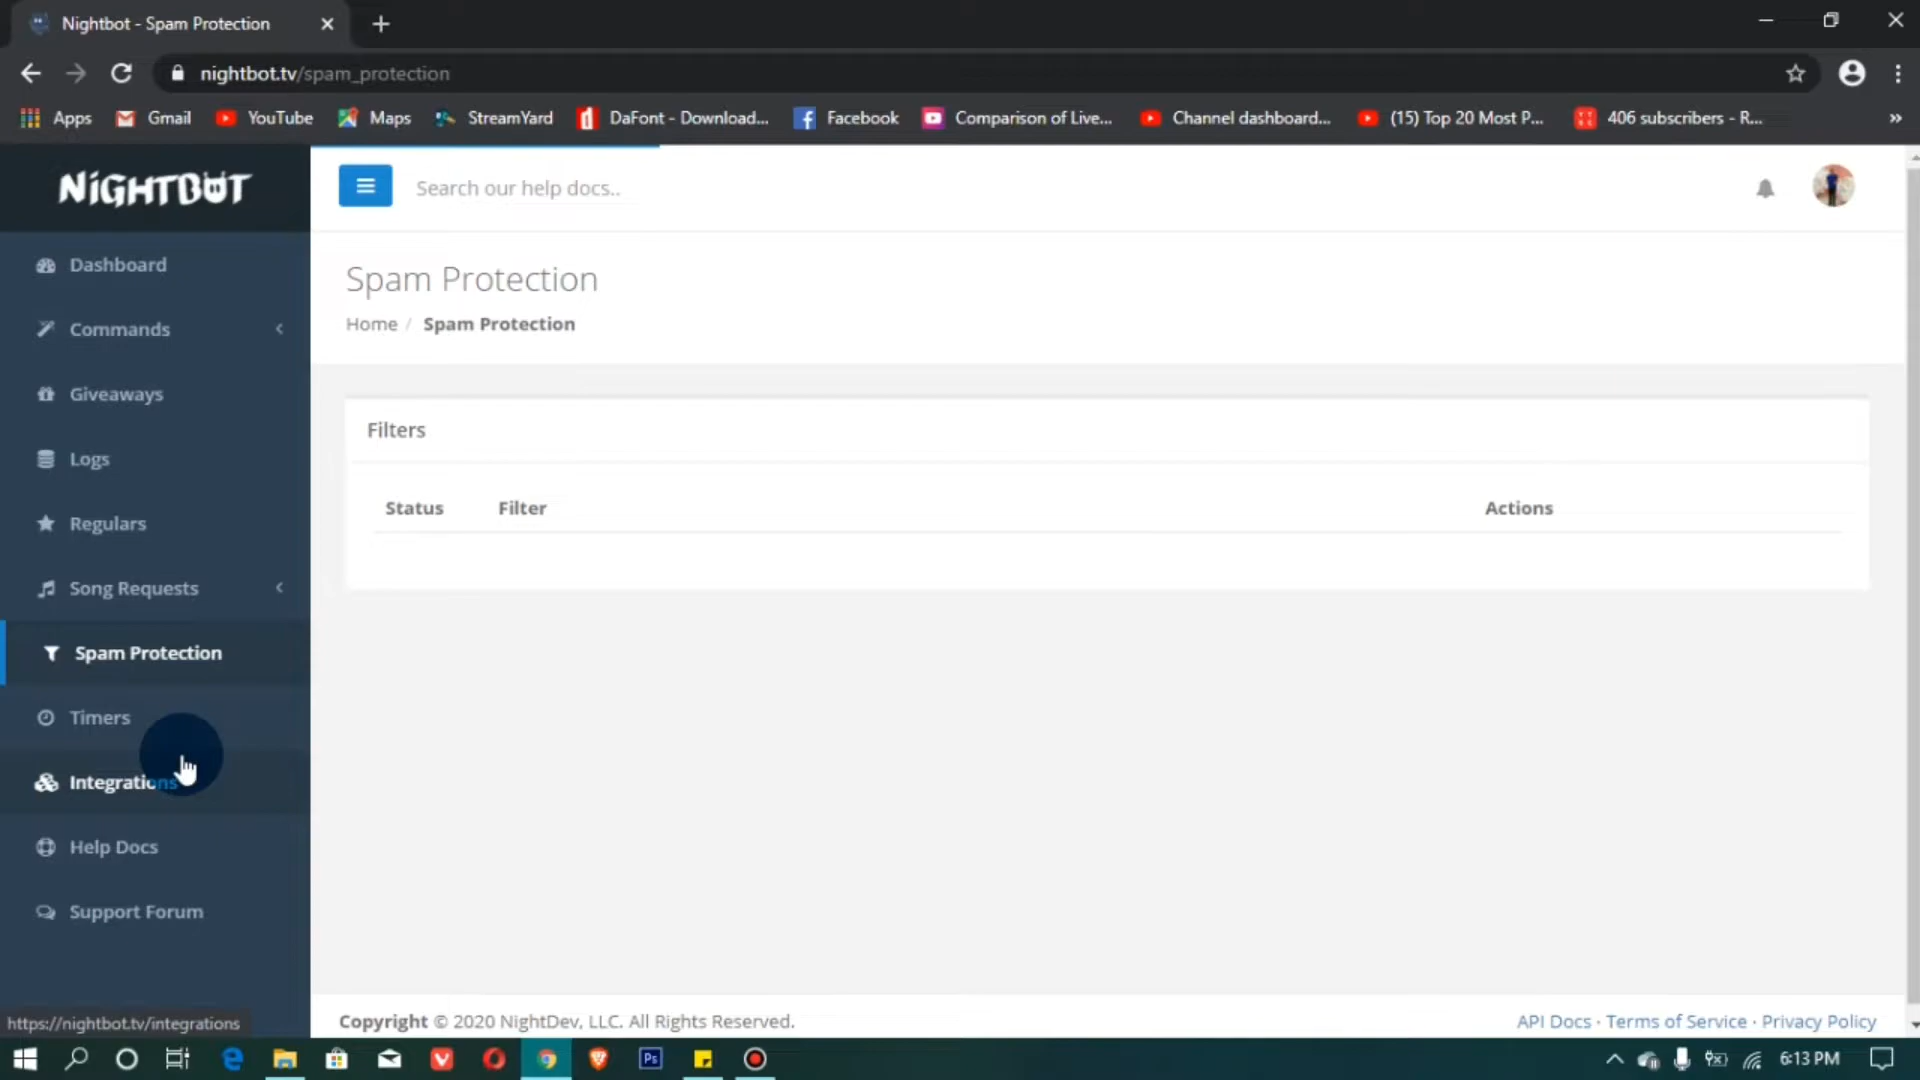 Nightbot - Spam Protection
nightbot.tv/spam_protection
Apps Gmail YouTube Maps StreamYard DaFont - Download... Facebook Comparison of Live... Channel dashboard... (15) Top 20 Most P... 406 subscribers - R... »
NiGHTBOT
Search our help docs..
Spam Protection
Home / Spam Protection
Dashboard
Commands
Giveaways
Logs
Regulars
Song Requests
Spam Protection
Timers
Integrations
Help Docs
Support Forum
Filters
Status Filter Actions
https://nightbot.tv/integrations
Copyright © 2020 NightDev, LLC. All Rights Reserved.
API Docs · Terms of Service · Privacy Policy
Ps
6:13 PM